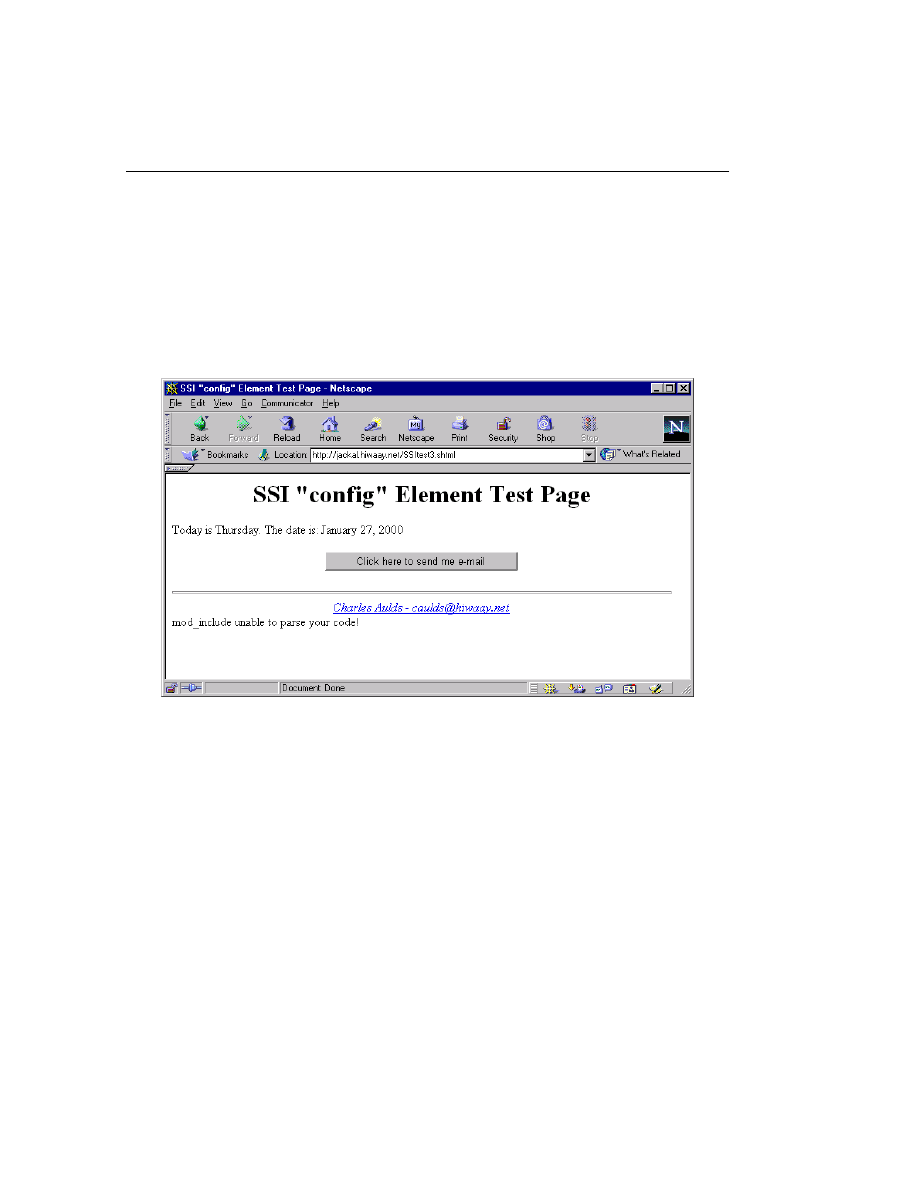 SSI "config" Element Test Page - Netscape
File Edit View Go Communicator Help
Back Forward Reload Home Search Netscape Print Security Shop Stop
N
Bookmarks Location: http://jackal.hiwaay.net/SSItest3.shtml What's Related
SSI "config" Element Test Page
Today is Thursday. The date is: January 27, 2000
Click here to send me e-mail
Charles Aulds - caulds@hiwaay.net
mod_include unable to parse your code!
Document: Done